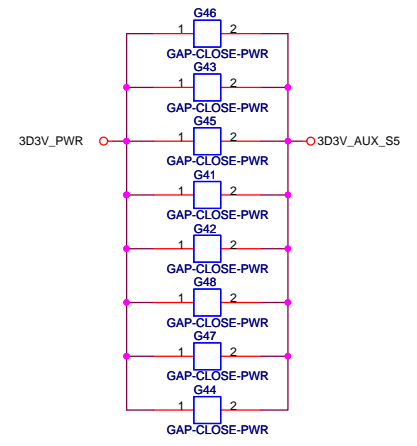 G46
1 2
GAP-CLOSE-PWR
G43
1 2
GAP-CLOSE-PWR
G45
3D3V_PWR 1 2 3D3V_AUX_S5
GAP-CLOSE-PWR
G41
1 2
GAP-CLOSE-PWR
G42
1 2
GAP-CLOSE-PWR
G48
1 2
GAP-CLOSE-PWR
G47
1 2
GAP-CLOSE-PWR
G44
1 2
GAP-CLOSE-PWR